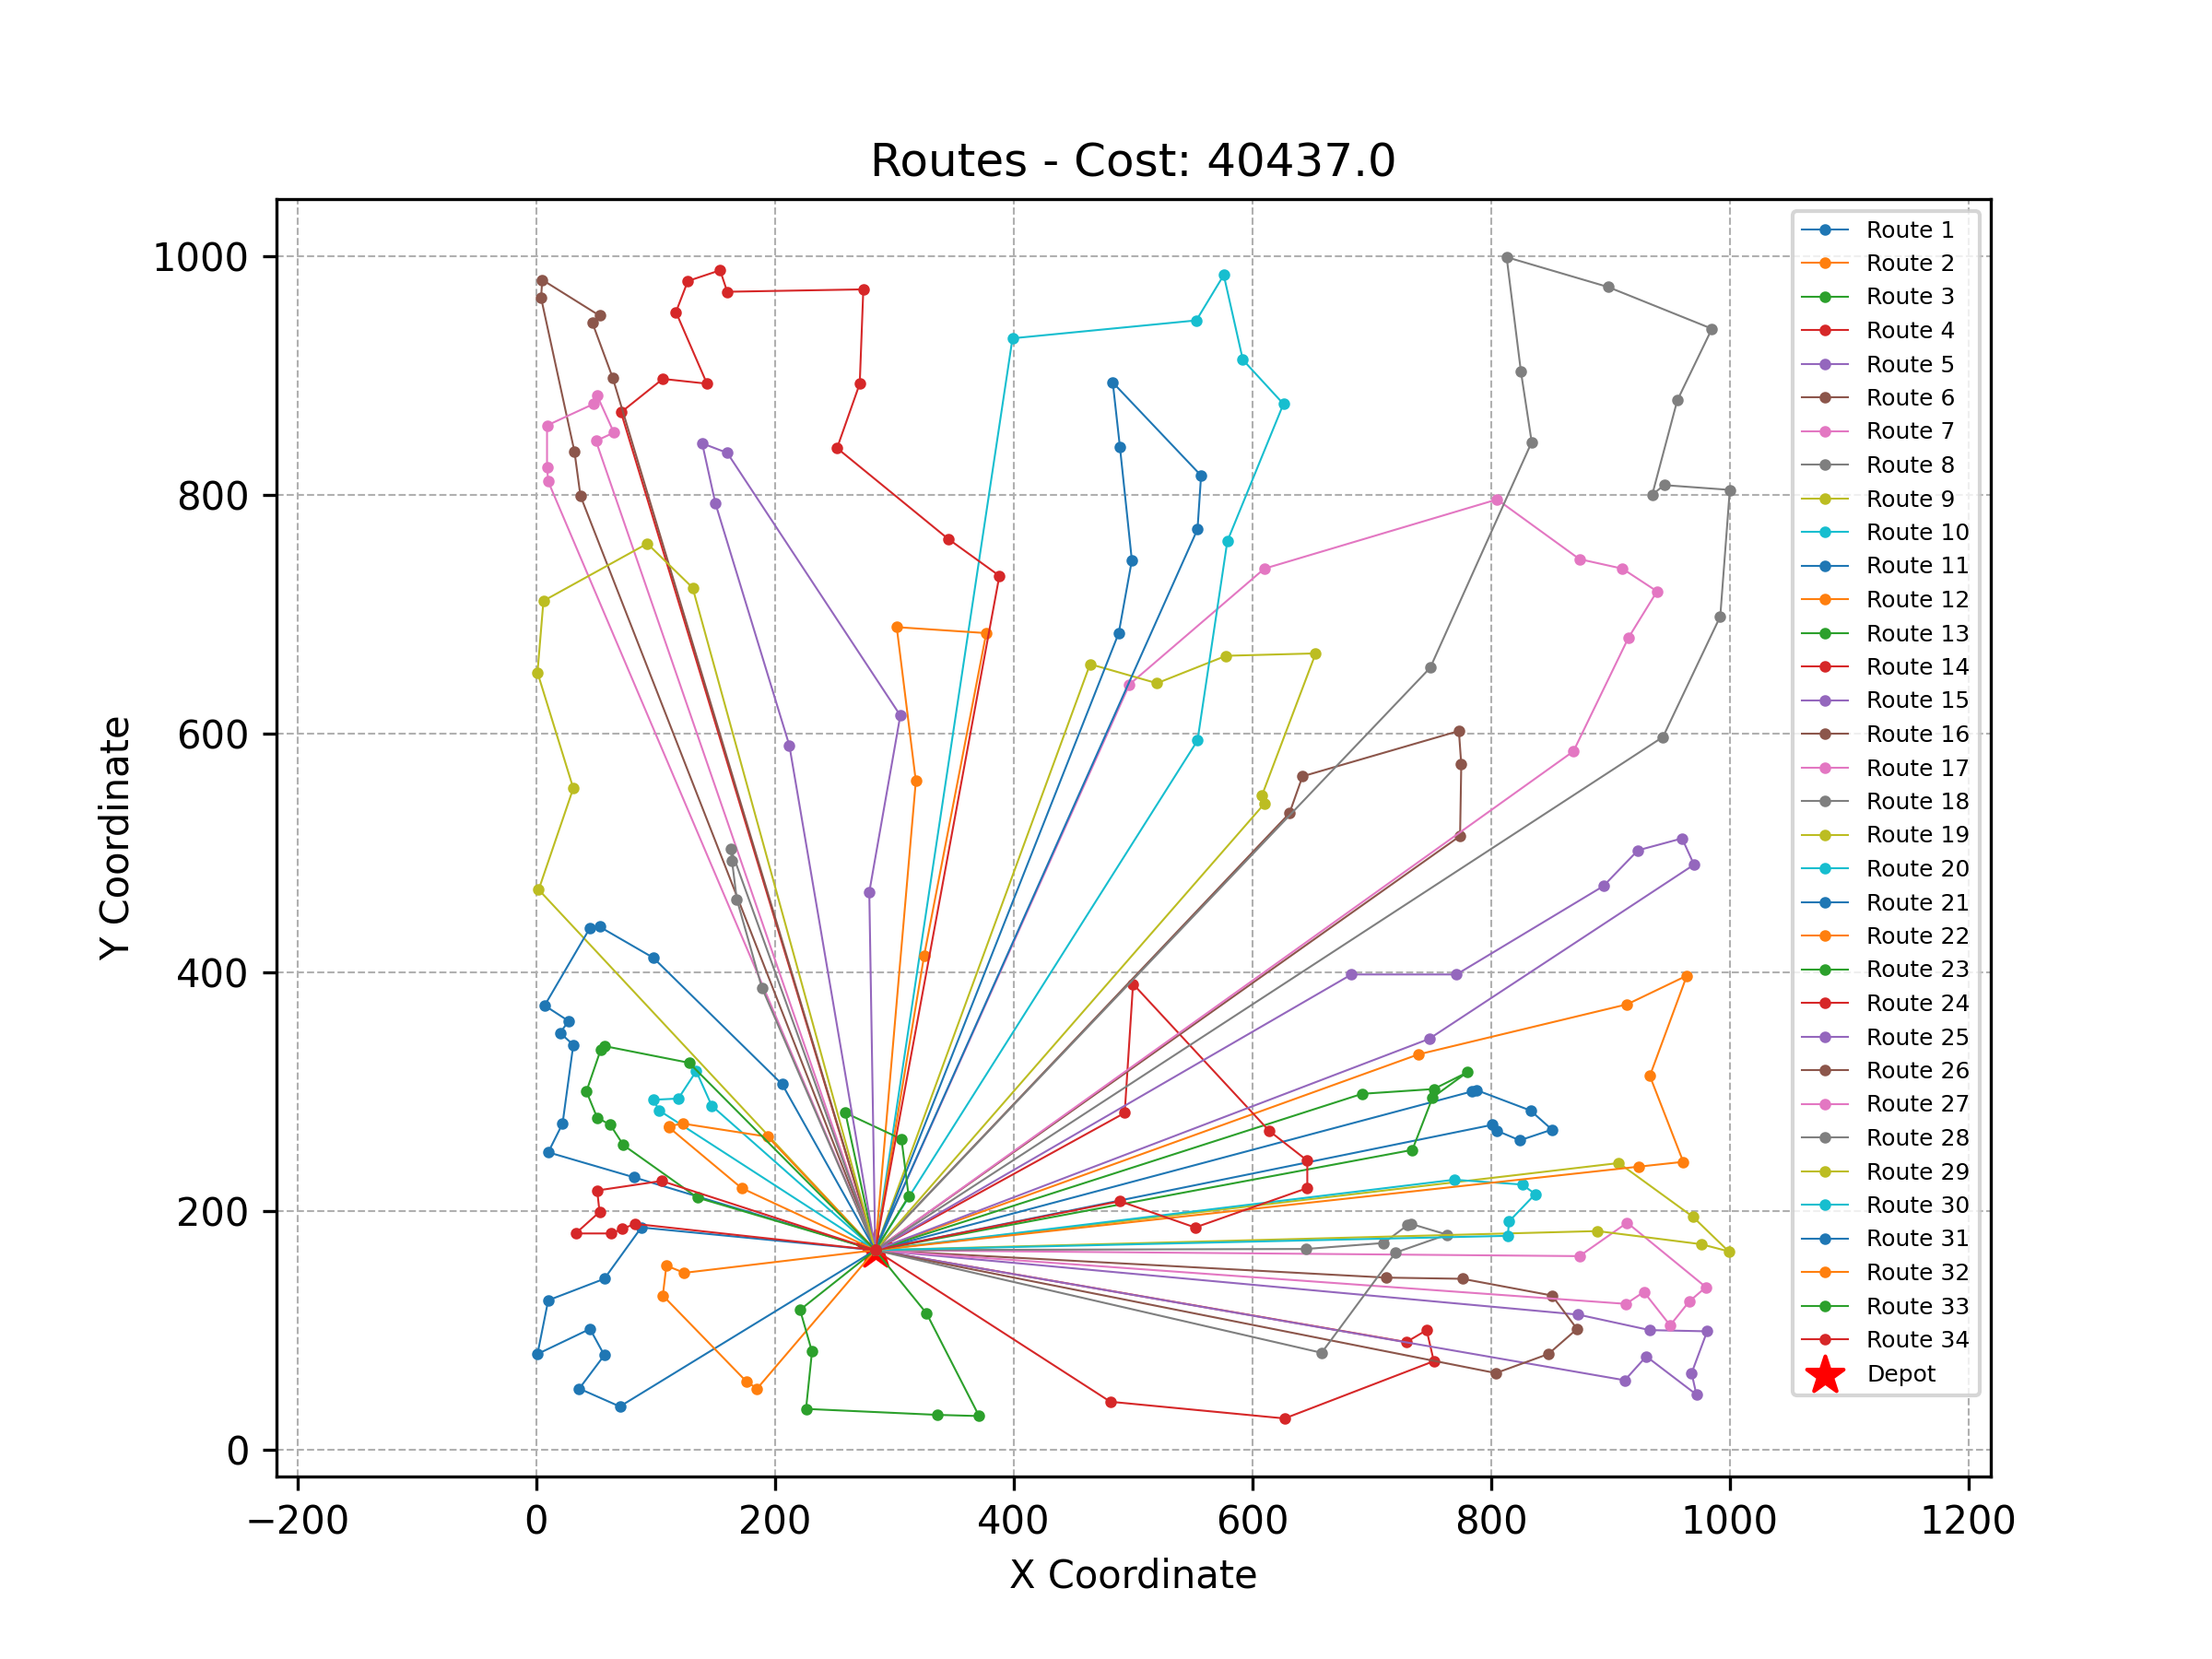 Routes - Cost: 40437.0
Y Coordinate
1000
800
600
400
200
0
−200
0
200
400
600
800
1000
1200
X Coordinate
Route 1
Route 2
Route 3
Route 4
Route 5
Route 6
Route 7
Route 8
Route 9
Route 10
Route 11
Route 12
Route 13
Route 14
Route 15
Route 16
Route 17
Route 18
Route 19
Route 20
Route 21
Route 22
Route 23
Route 24
Route 25
Route 26
Route 27
Route 28
Route 29
Route 30
Route 31
Route 32
Route 33
Route 34
Depot